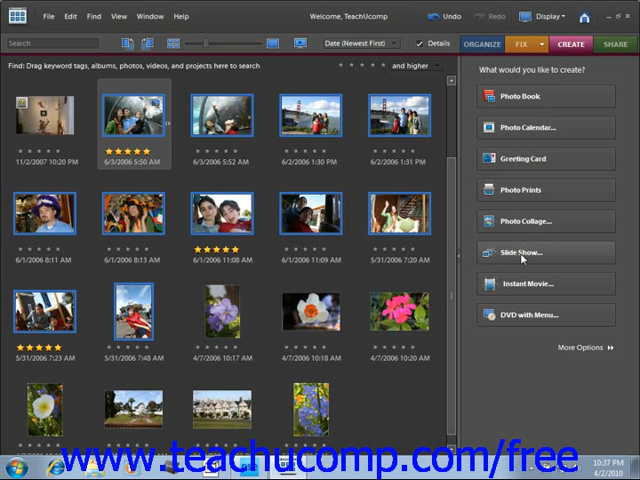 File Edit Find View Window Help Welcome, TeachUcomp Undo Redo Display
Search Date (Newest First) Details ORGANIZE FIX CREATE SHARE
Find: Drag keyword tags, albums, photos, videos, and projects here to search and higher
What would you like to create?
Photo Book
Photo Calendar...
Greeting Card
Photo Prints
Photo Collage...
Slide Show...
Instant Movie...
DVD with Menu...
More Options
11/2/2007 10:20 PM 6/3/2006 5:50 AM 6/3/2006 5:52 AM 6/2/2006 1:30 PM 6/2/2006 1:31 PM
6/1/2006 8:11 AM 6/1/2006 8:13 AM 6/1/2006 11:08 AM 6/1/2006 11:09 AM 5/31/2006 7:20 AM
5/31/2006 7:23 AM 5/31/2006 7:48 AM 4/7/2006 10:17 AM 4/7/2006 10:18 AM 4/7/2006 10:20 AM
www.teachucomp.com/free
10:37 PM
4/2/2010